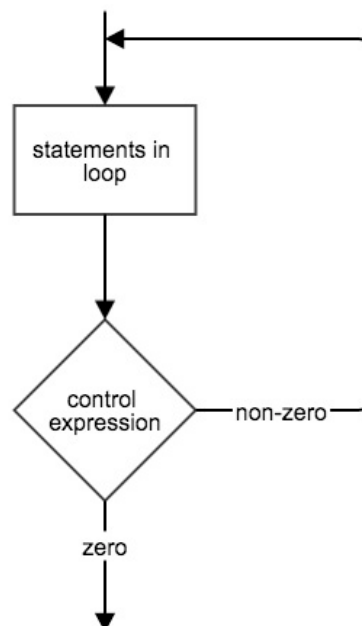 statements in
loop
control
expression
non-zero
zero